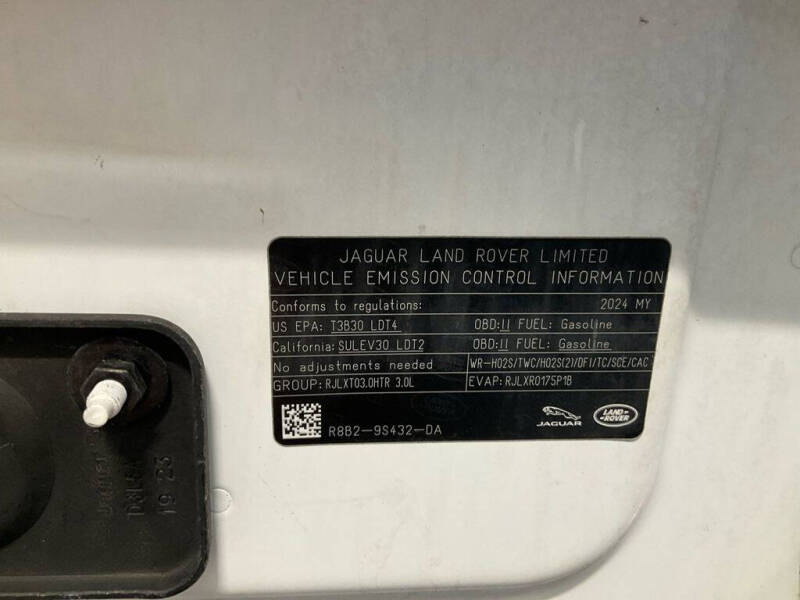 JAGUAR LAND ROVER LIMITED
VEHICLE EMISSION CONTROL INFORMATION
Conforms to regulations: 2024 MY
US EPA: T3B30 LDT4 OBD:II FUEL: Gasoline
California: SULEV30 LDT2 OBD:II FUEL: Gasoline
No adjustments needed WR-HO2S/TWC/HO2S(2)/DFI/TC/SCE/CAC
GROUP: RJLXT03.0HTR 3.0L EVAP: RJLXR0175P1B
R8B2-9S432-DA
JAGUAR
LAND ROVER
19 23